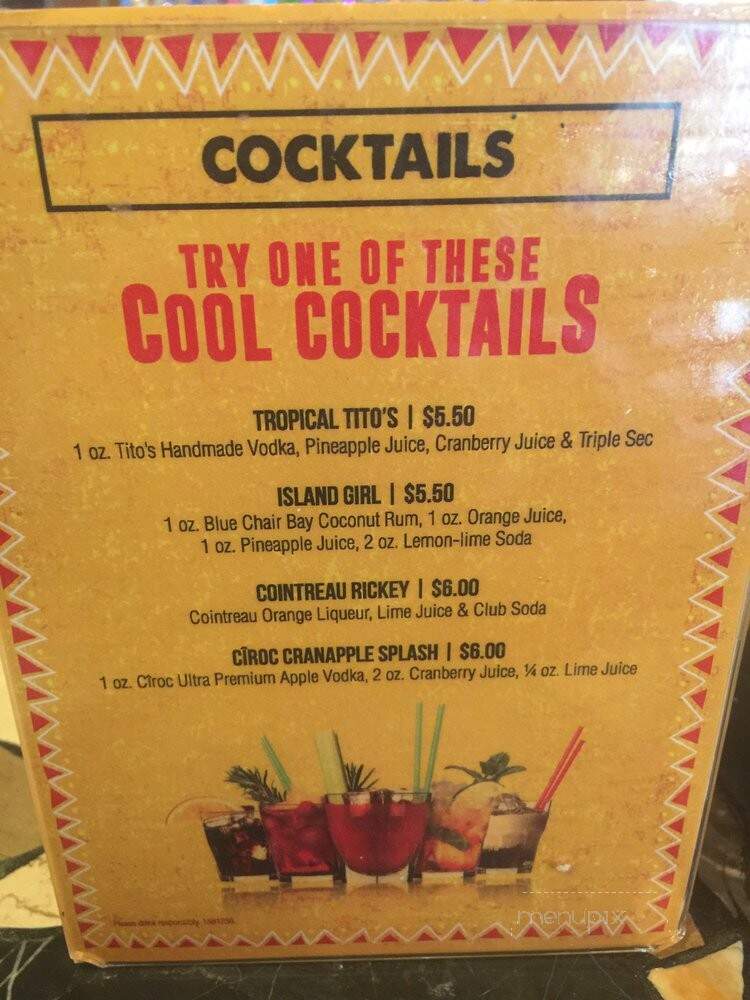 COCKTAILS
TRY ONE OF THESE
COOL COCKTAILS
TROPICAL TITO'S | $5.50
1 oz. Tito's Handmade Vodka, Pineapple Juice, Cranberry Juice & Triple Sec
ISLAND GIRL | $5.50
1 oz. Blue Chair Bay Coconut Rum, 1 oz. Orange Juice,
1 oz. Pineapple Juice, 2 oz. Lemon-lime Soda
COINTREAU RICKEY | $6.00
Cointreau Orange Liqueur, Lime Juice & Club Soda
CÎROC CRANAPPLE SPLASH | $6.00
1 oz. Cîroc Ultra Premium Apple Vodka, 2 oz. Cranberry Juice, ¼ oz. Lime Juice
Please drink responsibly.
menupix